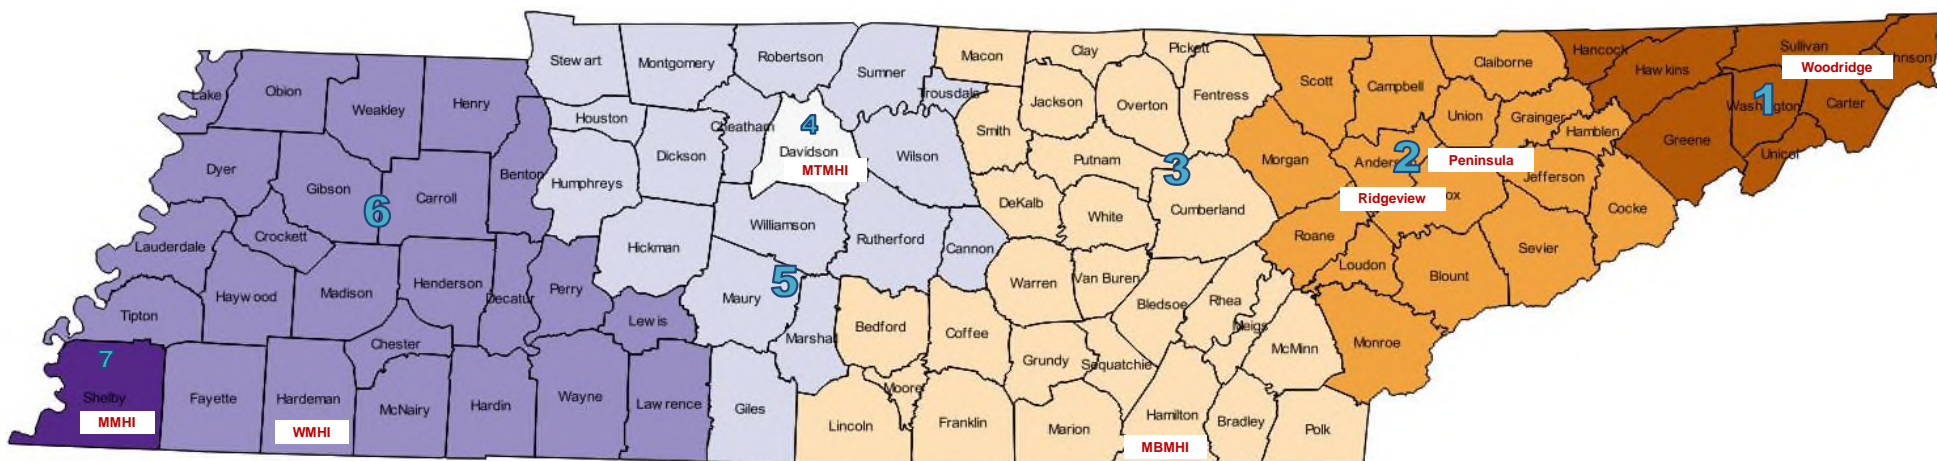 Lake
Obion
Weakley
Henry
Stewart
Montgomery
Robertson
Sumner
Trousdale
Macon
Clay
Pickett
Scott
Campbell
Claiborne
Hancock
Hawkins
Sullivan
Woodridge
Houston
Cheatham
4
Davidson
MTMHI
Wilson
Smith
Jackson
Overton
Fentress
Morgan
Anderson
2
Union
Grainger
Hamblen
Peninsula
Greene
Washington
1
Carter
Unicoi
Dyer
Gibson
6
Carroll
Benton
Humphreys
Dickson
Putnam
3
DeKalb
White
Cumberland
Ridgeview
ox
Jefferson
Cocke
Lauderdale
Crockett
Hickman
Williamson
Rutherford
Cannon
Roane
Loudon
Blount
Sevier
Tipton
Haywood
Madison
Henderson
Decatur
Perry
Lewis
Maury
5
Marshall
Bedford
Coffee
Warren
Van Buren
Bledsoe
Rhea
Meigs
McMinn
Monroe
7
Shelby
MMHI
Fayette
Hardeman
WMHI
Chester
McNairy
Hardin
Wayne
Lawrence
Giles
Lincoln
Moore
Franklin
Grundy
Sequatchie
Marion
Hamilton
MBMHI
Bradley
Polk